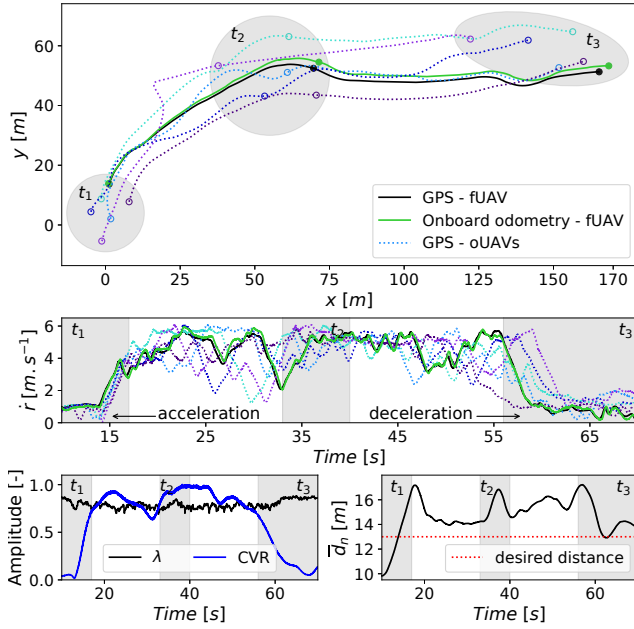 60
40
20
0
y [m]
t₁
t₂
t₃
GPS - fUAV
Onboard odometry - fUAV
GPS - oUAVs
0 25 50 75 100 125 150 175
x [m]
6
4
2
0
ṙ [m.s⁻¹]
t₁ t₂ t₃
acceleration deceleration
15 25 35 45 55 65
Time [s]
1.0
0.5
0.0
Amplitude [-]
t₁ t₂ t₃
λ CVR
20 40 60
Time [s]
16
14
12
10
d̅ₙ [m]
t₁ t₂ t₃
desired distance
20 40 60
Time [s]